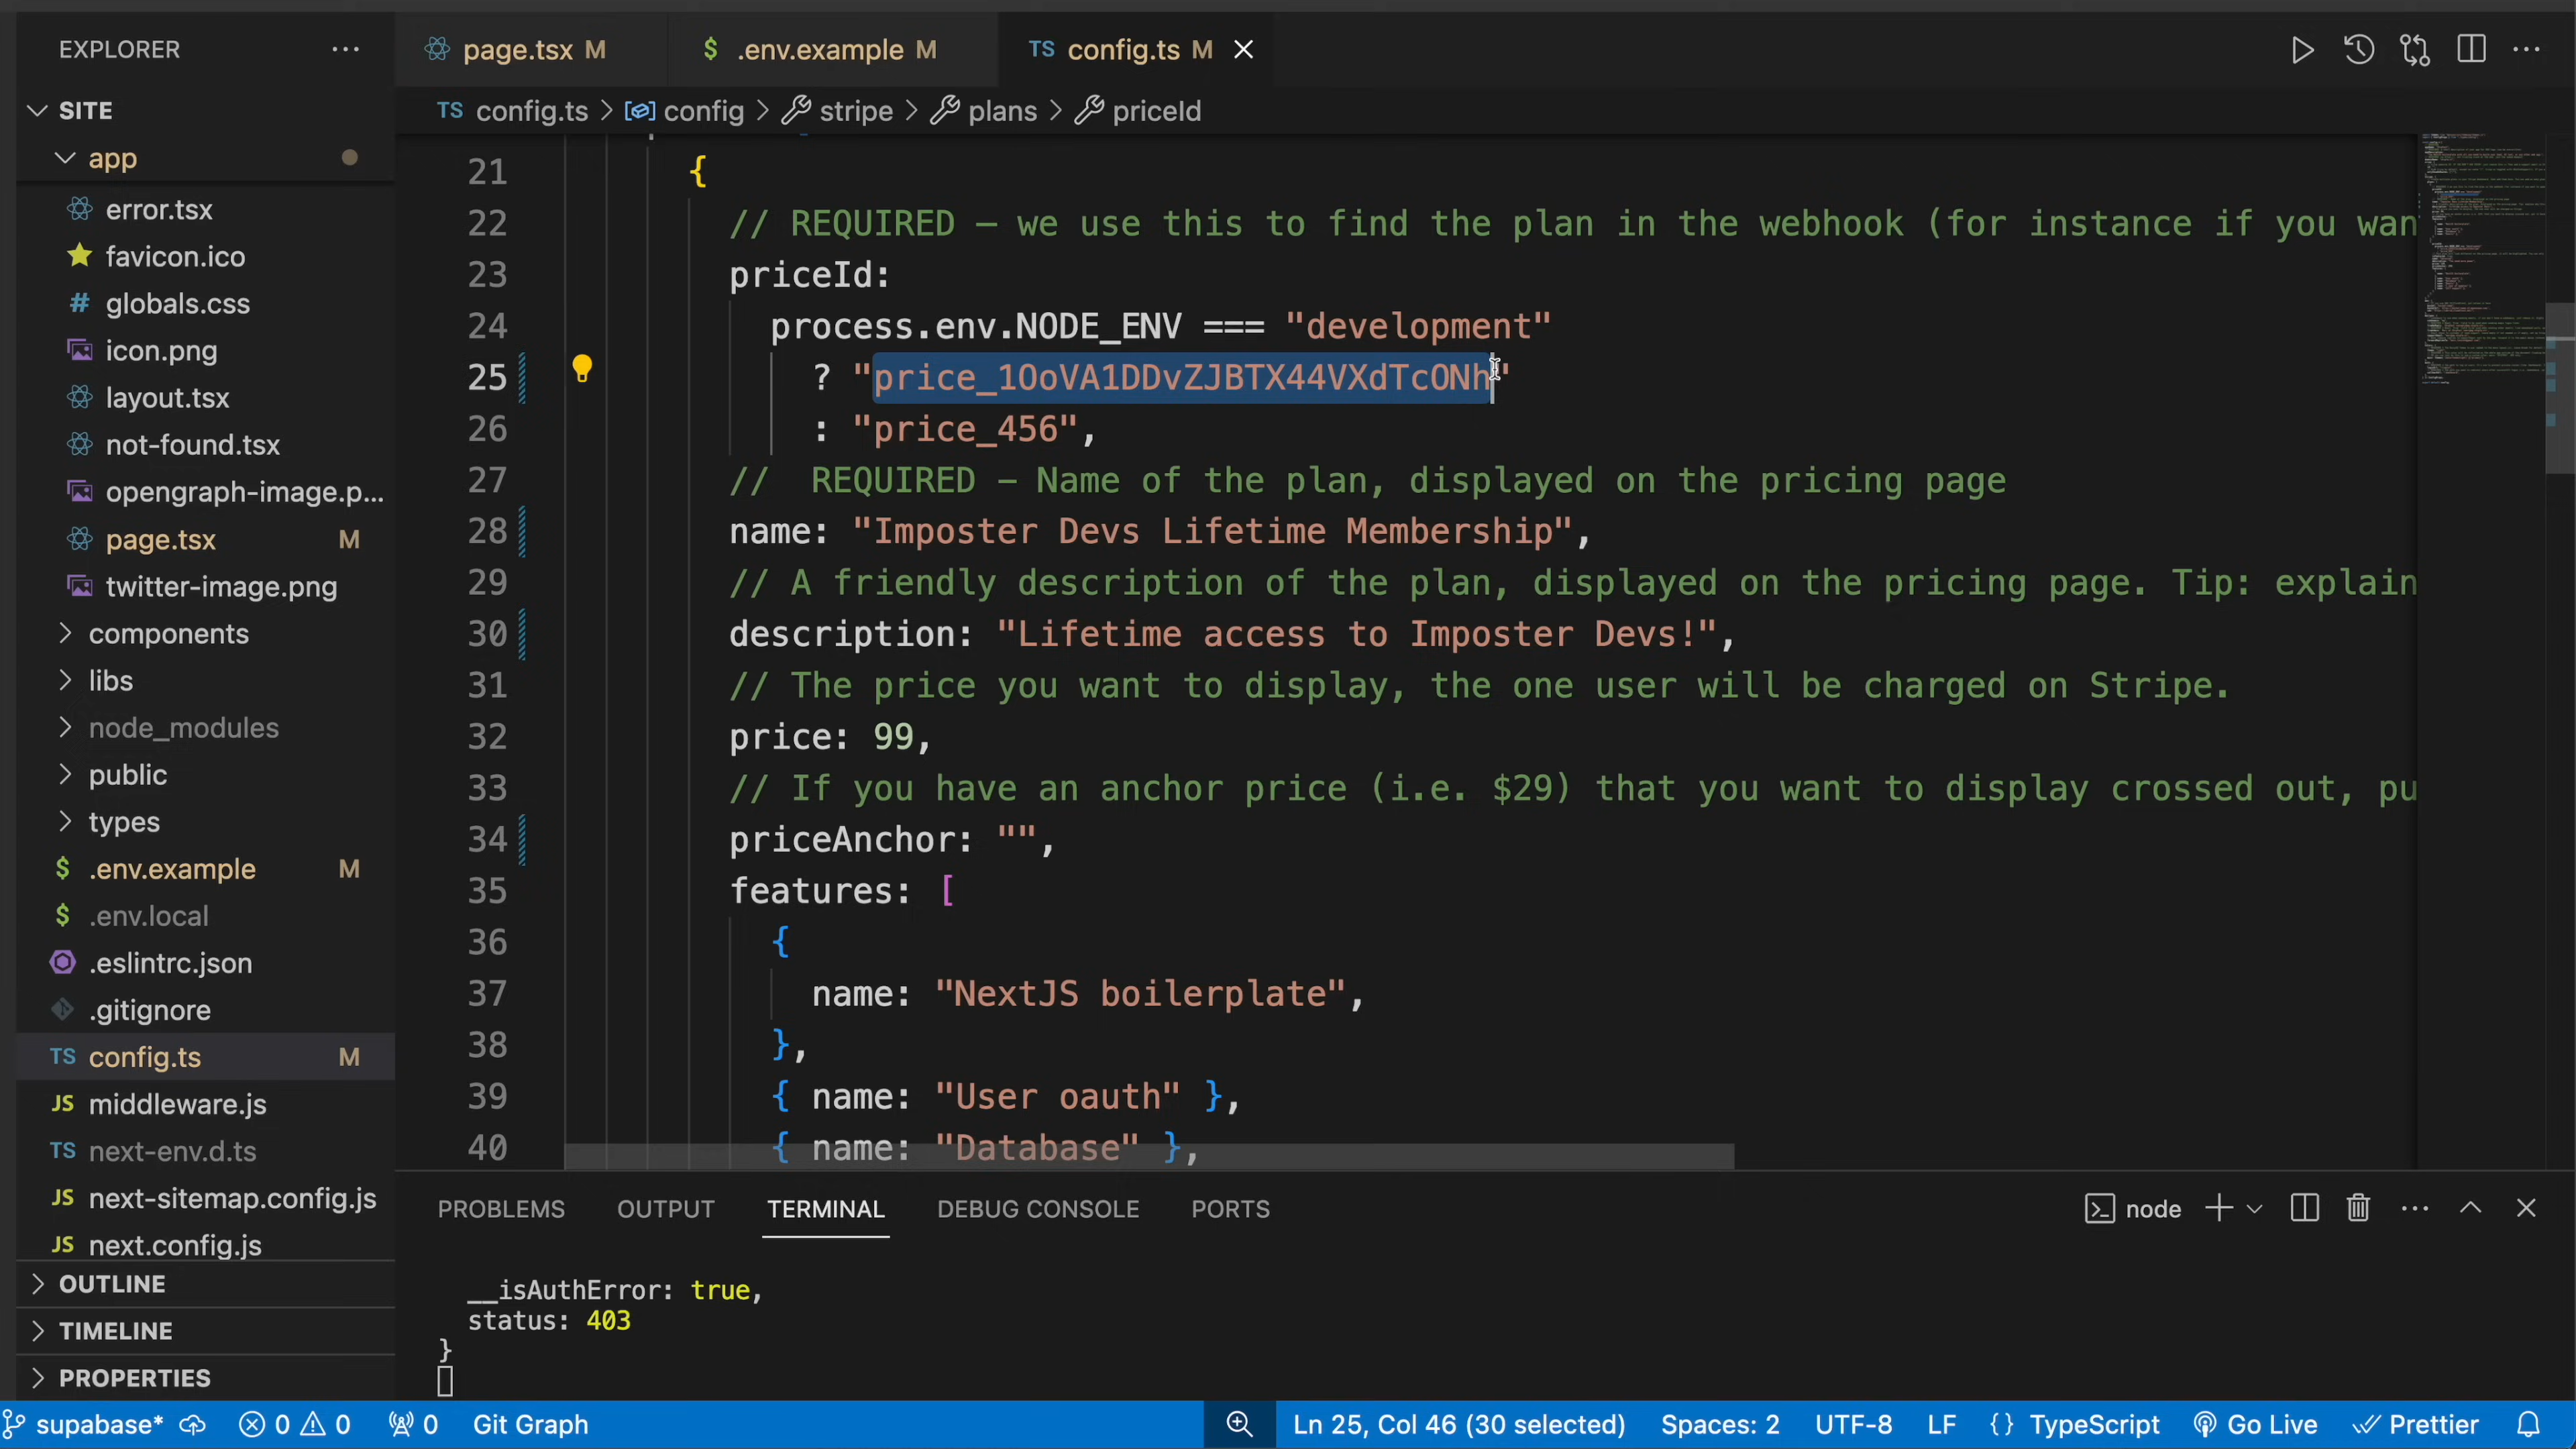 EXPLORER
SITE
app
error.tsx
favicon.ico
globals.css
icon.png
layout.tsx
not-found.tsx
opengraph-image.p...
page.tsx M
twitter-image.png
components
libs
node_modules
public
types
.env.example M
.env.local
.eslintrc.json
.gitignore
TS config.ts M
JS middleware.js
TS next-env.d.ts
JS next-sitemap.config.js
JS next.config.js
OUTLINE
TIMELINE
PROPERTIES
page.tsx M
$ .env.example M
TS config.ts M
TS config.ts > config > stripe > plans > priceId
21 {
22 // REQUIRED — we use this to find the plan in the webhook (for instance if you wan
23 priceId:
24 process.env.NODE_ENV === "development"
25 ? "price_1OoVA1DDvZJBTX44VXdTcONh"
26 : "price_456",
27 //  REQUIRED — Name of the plan, displayed on the pricing page
28 name: "Imposter Devs Lifetime Membership",
29 // A friendly description of the plan, displayed on the pricing page. Tip: explain
30 description: "Lifetime access to Imposter Devs!",
31 // The price you want to display, the one user will be charged on Stripe.
32 price: 99,
33 // If you have an anchor price (i.e. $29) that you want to display crossed out, pu
34 priceAnchor: "",
35 features: [
36 {
37 name: "NextJS boilerplate",
38 },
39 { name: "User oauth" },
40 { name: "Database" },
PROBLEMS OUTPUT TERMINAL DEBUG CONSOLE PORTS
node
__isAuthError: true,
status: 403
}
supabase* 0 0 0 Git Graph
Ln 25, Col 46 (30 selected) Spaces: 2 UTF-8 LF {} TypeScript Go Live Prettier